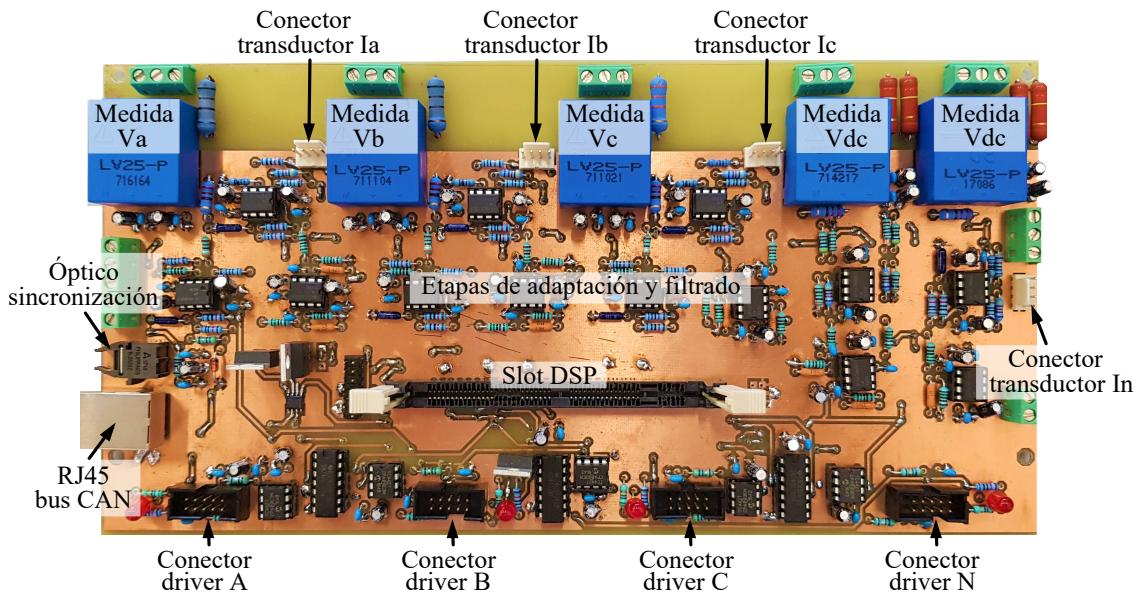 Conector
transductor Ia
Conector
transductor Ib
Conector
transductor Ic
Medida
Va
LV25-P
716164
Medida
Vb
LV25-P
711104
Medida
Vc
LV25-P
711021
Medida
Vdc
LV25-P
714217
Medida
Vdc
LV25-P
17086
Óptico
sincronización
Etapas de adaptación y filtrado
Slot DSP
Conector
transductor In
RJ45
bus CAN
Conector
driver A
Conector
driver B
Conector
driver C
Conector
driver N